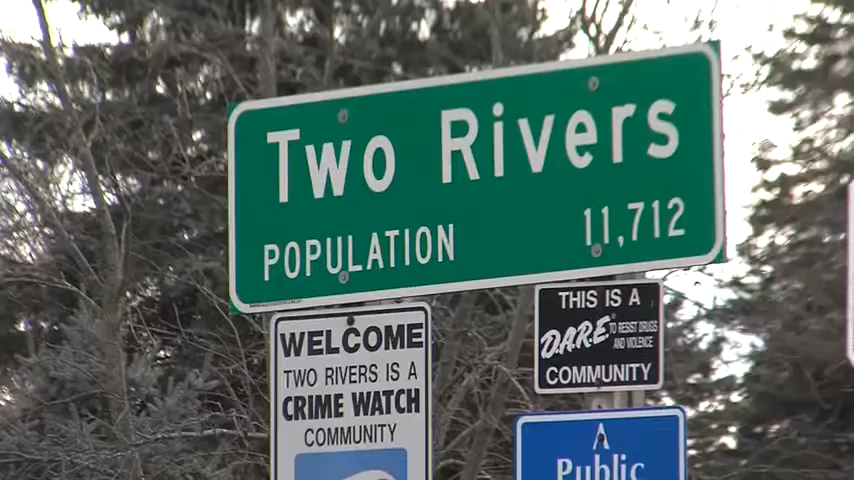 Two Rivers
POPULATION 11,712
WELCOME
TWO RIVERS IS A
CRIME WATCH
COMMUNITY
THIS IS A
D.A.R.E. TO RESIST DRUGS
AND VIOLENCE
COMMUNITY
A
Public